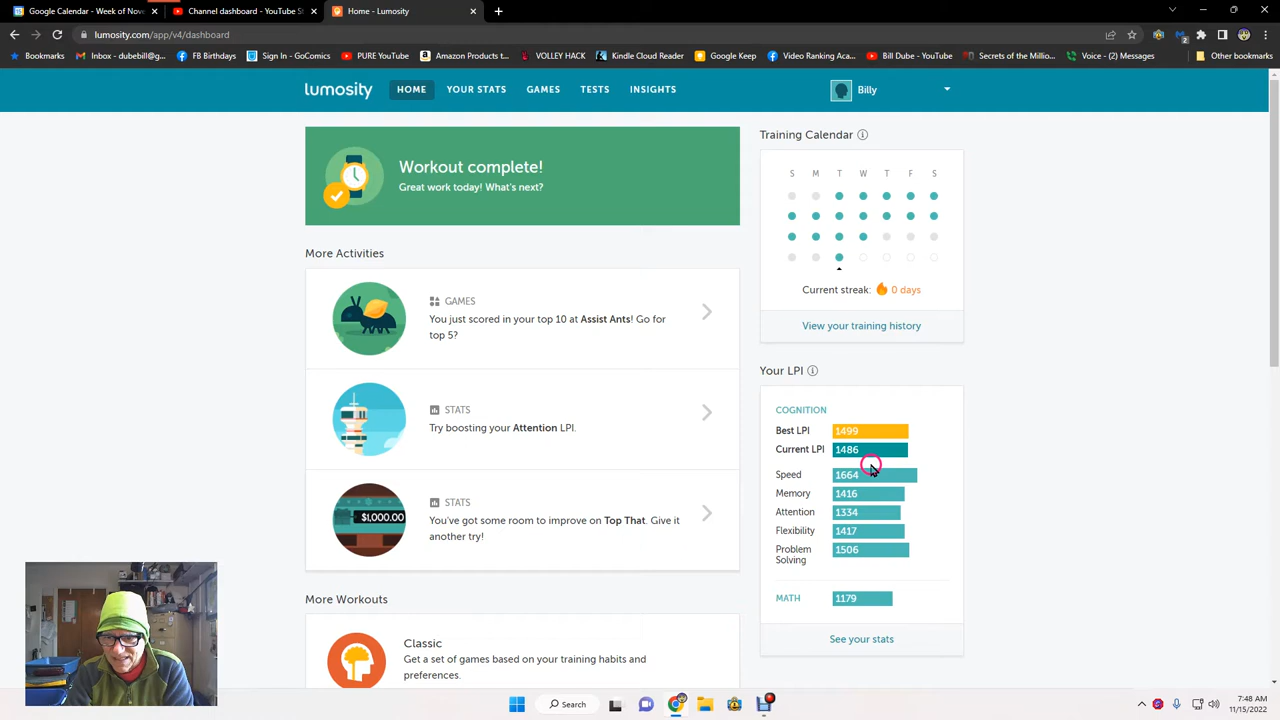 Google Calendar - Week of Nove
Channel dashboard - YouTube St
Home - Lumosity
lumosity.com/app/v4/dashboard
Bookmarks
Inbox - dubebill@gmail.com
FB Birthdays
Sign In - GoComics
PURE YouTube
Amazon Product s...
VOLLEY HACK
Kindle Cloud Reader
Google Keep
Video Ranking Acad...
Bill Dube - YouTube
Secrets of the Millio...
Voice - (2) Messages
Other bookmarks
lumosity
HOME
YOUR STATS
GAMES
TESTS
INSIGHTS
Billy
Workout complete!
Great work today! What's next?
More Activities
GAMES
You just scored in your top 10 at Assist Ants! Go for
top 5?
STATS
Try boosting your Attention LPI.
$1,000.00
STATS
You've got some room to improve on Top That. Give it
another try!
More Workouts
Classic
Get a set of games based on your training habits and
preferences.
Training Calendar
S M T W T F S
Current streak: 0 days
View your training history
Your LPI
COGNITION
Best LPI 1499
Current LPI 1486
Speed 1664
Memory 1416
Attention 1334
Flexibility 1417
Problem
Solving 1506
MATH 1179
See your stats
Search
7:48 AM
11/15/2022